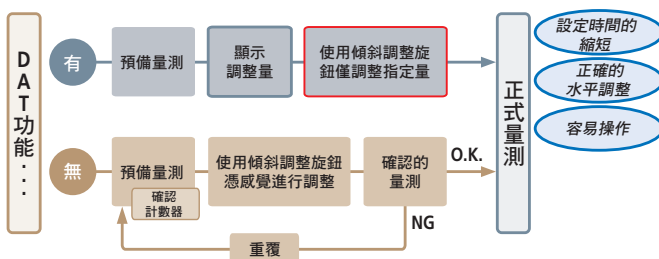 DAT功能···
有
預備量測
顯示
調整量
使用傾斜調整旋
鈕僅調整指定量
無
預備量測
確認
計數器
使用傾斜調整旋鈕
憑感覺進行調整
確認的
量測
O.K.
NG
重覆
正式量測
設定時間的
縮短
正確的
水平調整
容易操作